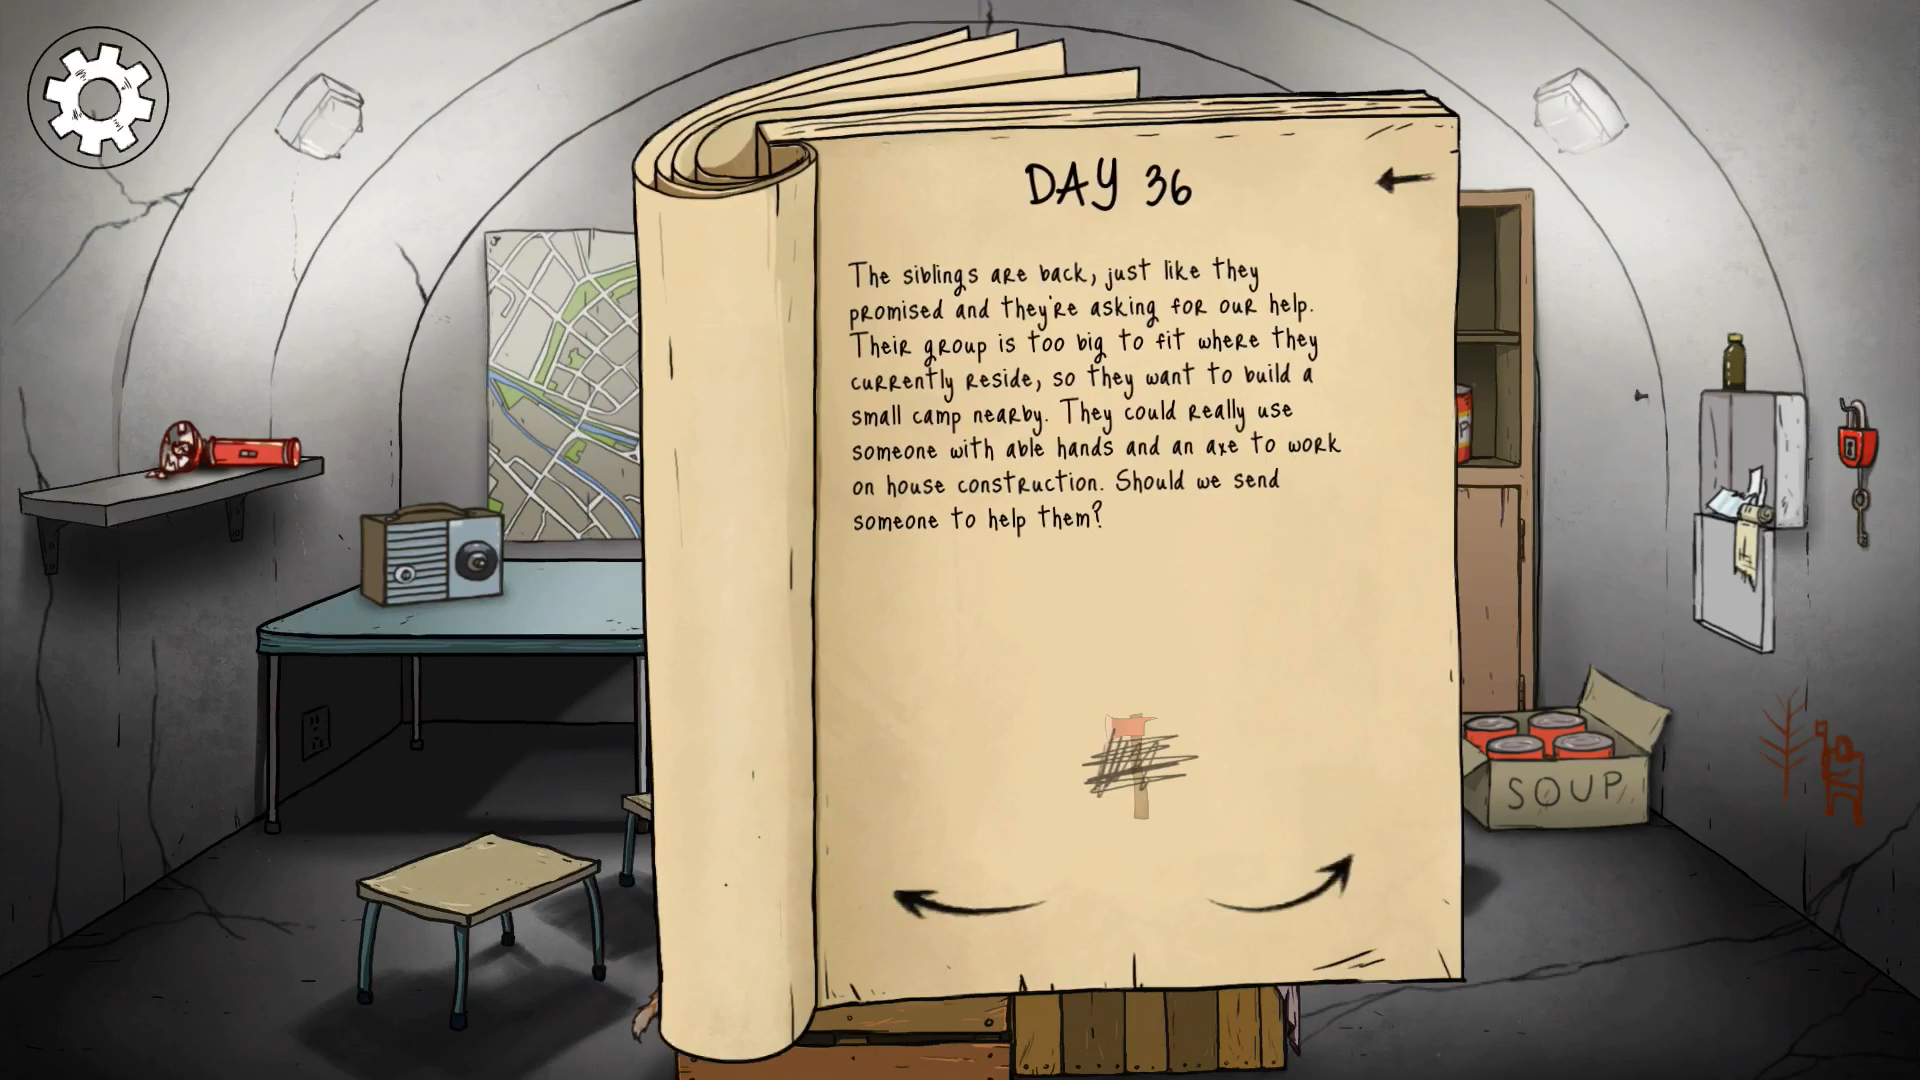 DAY 36
The siblings are back, just like they
promised and they're asking for our help.
Their group is too big to fit where they
currently reside, so they want to build a
small camp nearby. They could really use
someone with able hands and an axe to work
on house construction. Should we send
someone to help them?
SOUP